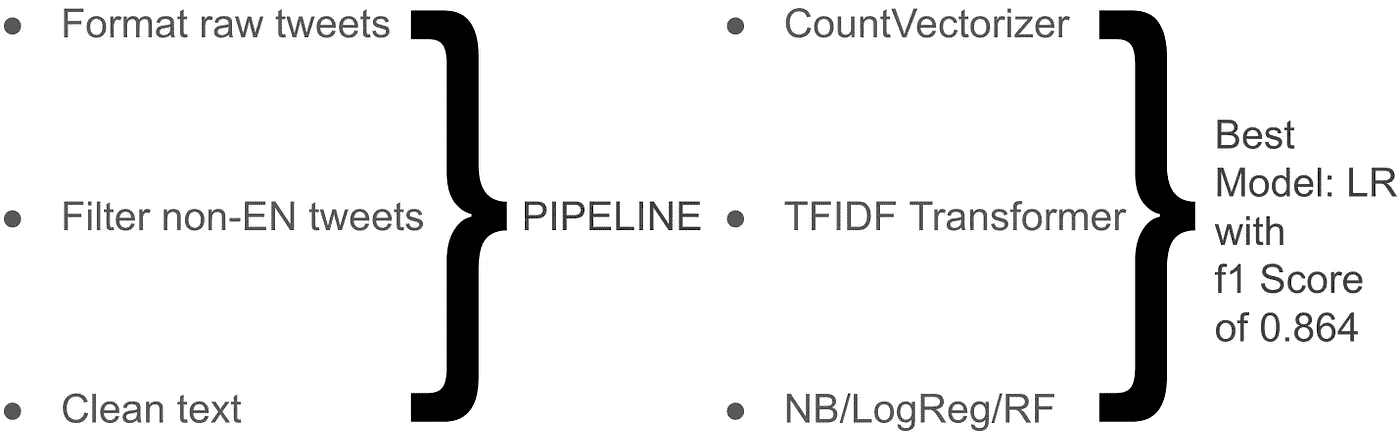 Format raw tweets
Filter non-EN tweets
Clean text
PIPELINE
CountVectorizer
TFIDF Transformer
NB/LogReg/RF
Best
Model: LR
with
f1 Score
of 0.864